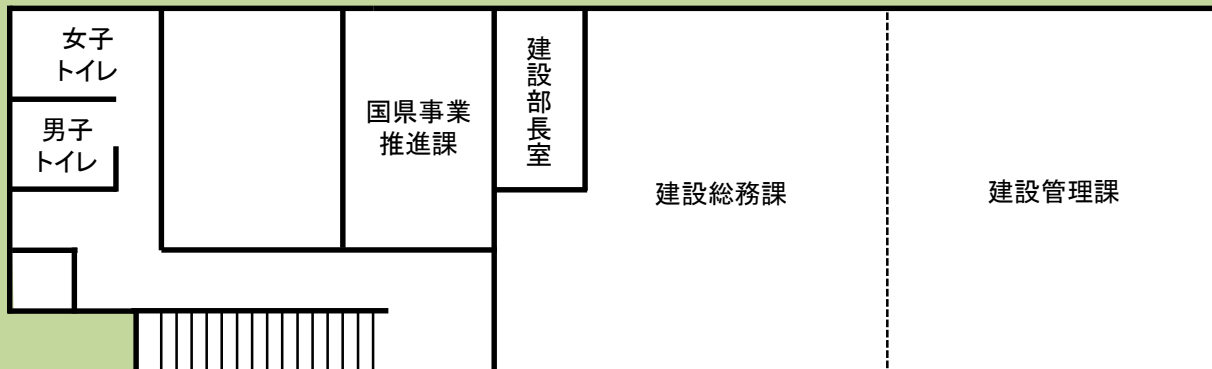 女子
トイレ
男子
トイレ
国県事業
推進課
建設部長室
建設総務課
建設管理課